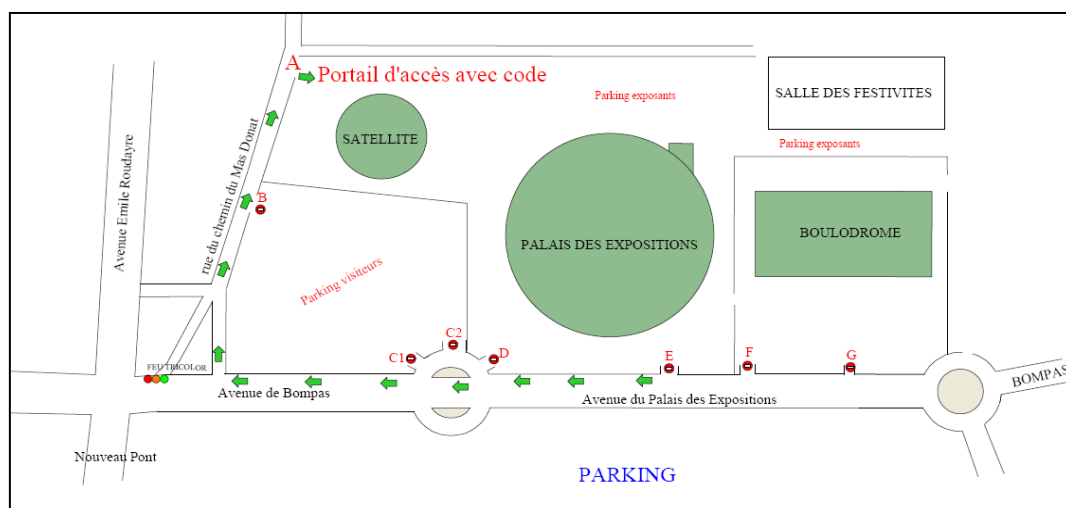 A
Portail d'accès avec code
Parking exposants
SALLE DES FESTIVITES
SATELLITE
Parking exposants
Avenue Emile Roudayre
rue du chemin du Mas Donat
B
PALAIS DES EXPOSITIONS
BOULODROME
Parking visiteurs
C1
C2
D
E
F
G
FEU TRICOLOR
Avenue de Bompas
Avenue du Palais des Expositions
BOMPAS
Nouveau Pont
PARKING